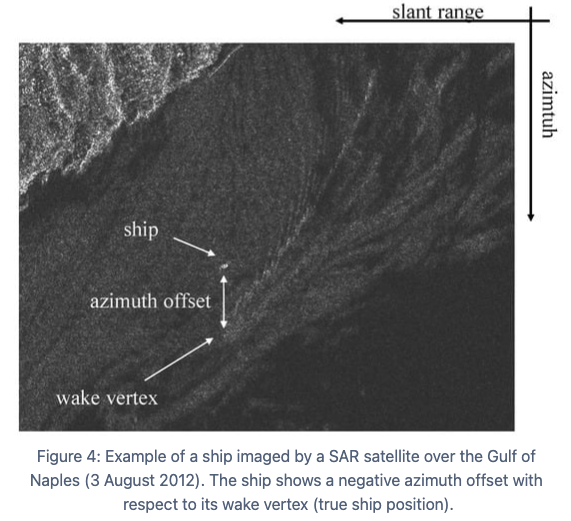 slant range
azimtuh
ship
azimuth offset
wake vertex
Figure 4: Example of a ship imaged by a SAR satellite over the Gulf of
Naples (3 August 2012). The ship shows a negative azimuth offset with
respect to its wake vertex (true ship position).